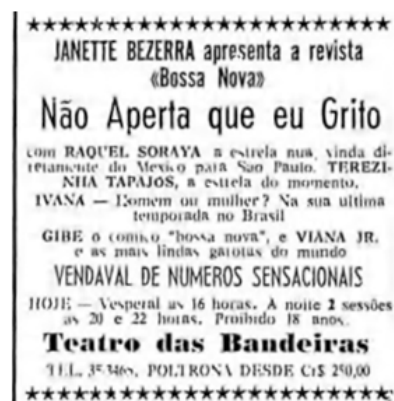 ★★★★★★★★★★★★★★★★★★★★★★★★
JANETTE BEZERRA apresenta a revista
«Bossa Nova»
Não Aperta que eu Grito
com RAQUEL SORAYA a estrela nua, vinda di-
retamente do Mexico para Sao Paulo. TEREZI-
NHA TAPAJOS, a estrela do momento.
IVANA — Homem ou mulher? Na sua ultima
temporada no Brasil
GIBE o comico "bossa nova", e VIANA JR.
e as mais lindas garotas do mundo
VENDAVAL DE NUMEROS SENSACIONAIS
HOJE — Vesperal as 16 horas. A noite 2 sessões
as 20 e 22 horas. Proibido 18 anos.
Teatro das Bandeiras
TEL. POLTRONA DESDE Cr$ 250,00
★★★★★★★★★★★★★★★★★★★★★★★★